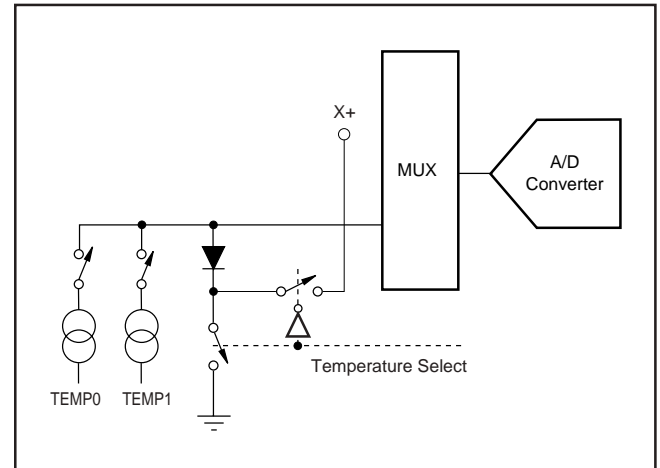 X+
MUX
A/D
Converter
Temperature Select
TEMP0
TEMP1